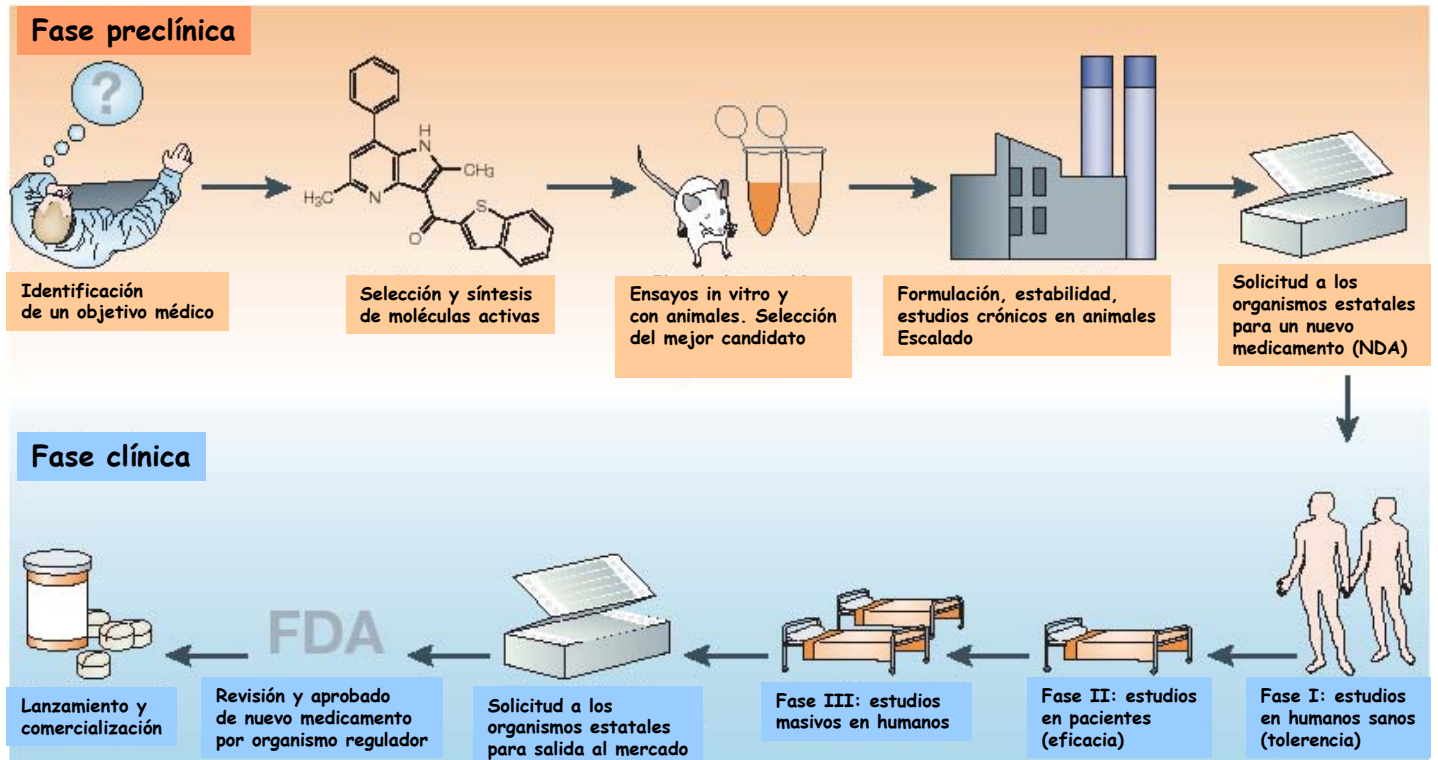 Fase preclínica
?
H
N
CH3
H3C
N
S
O
Identificación
de un objetivo médico
Selección y síntesis
de moléculas activas
Ensayos in vitro y
con animales. Selección
del mejor candidato
Formulación, estabilidad,
estudios crónicos en animales
Escalado
Solicitud a los
organismos estatales
para un nuevo
medicamento (NDA)
Fase clínica
FDA
Lanzamiento y
comercialización
Revisión y aprobado
de nuevo medicamento
por organismo regulador
Solicitud a los
organismos estatales
para salida al mercado
Fase III: estudios
masivos en humanos
Fase II: estudios
en pacientes
(eficacia)
Fase I: estudios
en humanos sanos
(tolerencia)